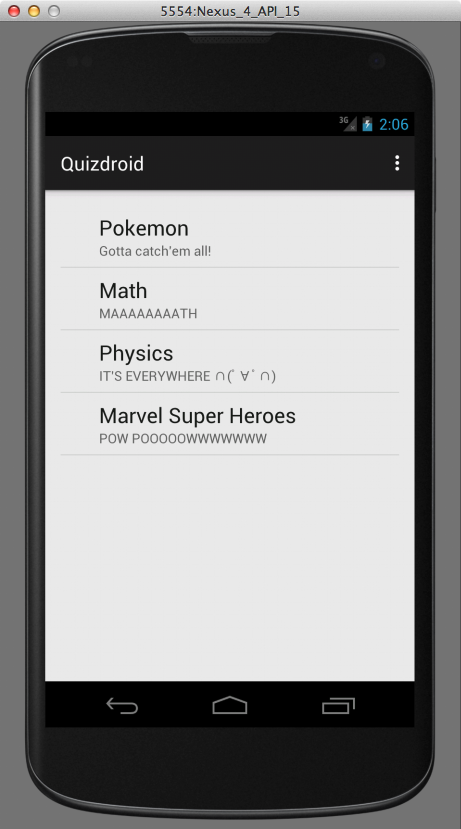 5554:Nexus_4_API_15
3G 2:06
Quizdroid
Pokemon
Gotta catch'em all!
Math
MAAAAAAAATH
Physics
IT'S EVERYWHERE ∩(ﾟ∀ﾟ∩)
Marvel Super Heroes
POW POOOOOWWWWWWW